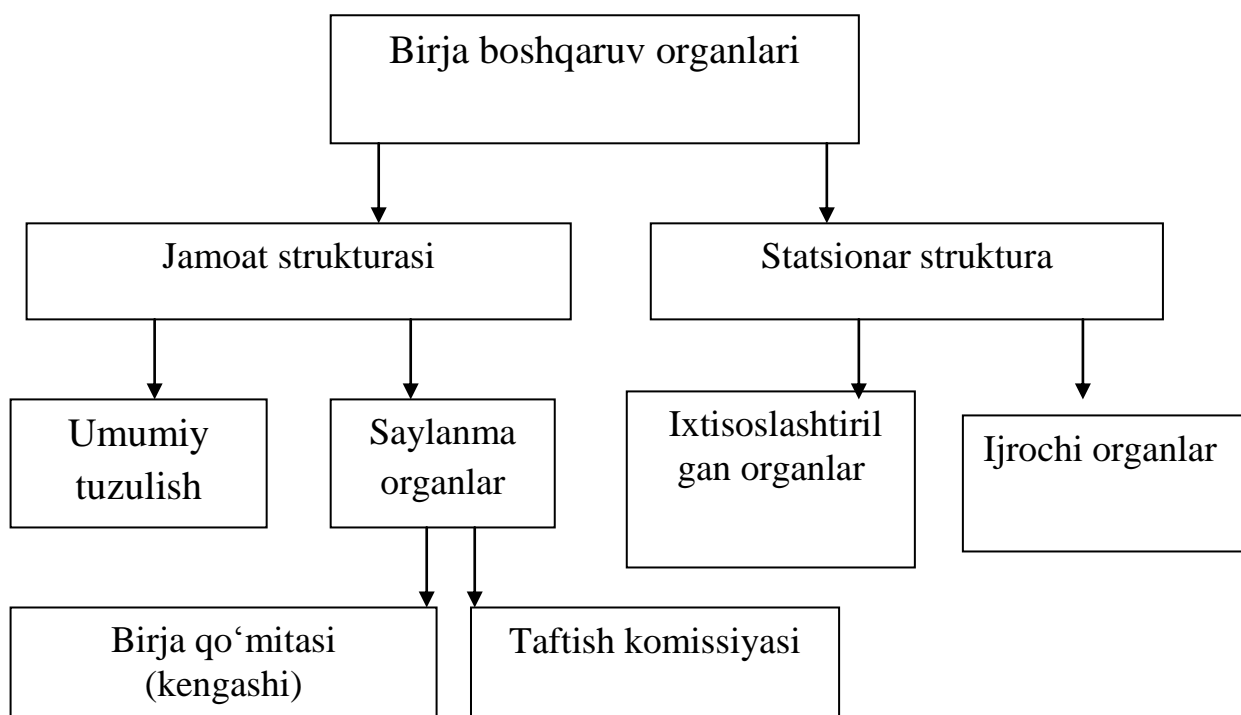 Birja boshqaruv organlari
Jamoat strukturasi
Statsionar struktura
Umumiy
tuzulish
Saylanma
organlar
Ixtisoslashtiril
gan organlar
Ijrochi organlar
Birja qo‘mitasi
(kengashi)
Taftish komissiyasi